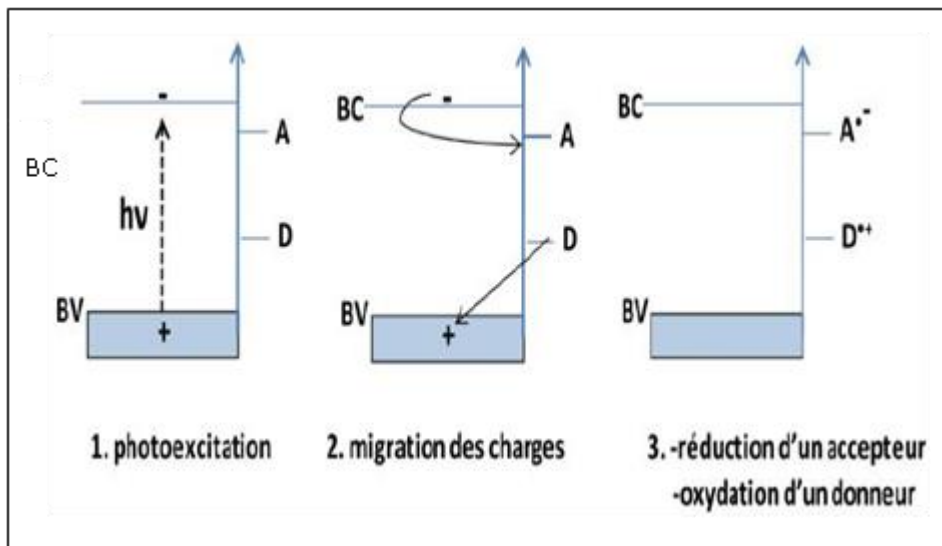 -
A
BC
hν
D
BV
+
1. photoexcitation
BC
-
A
D
BV
+
2. migration des charges
BC
A•-
D•+
BV
3. -réduction d'un accepteur
-oxydation d'un donneur